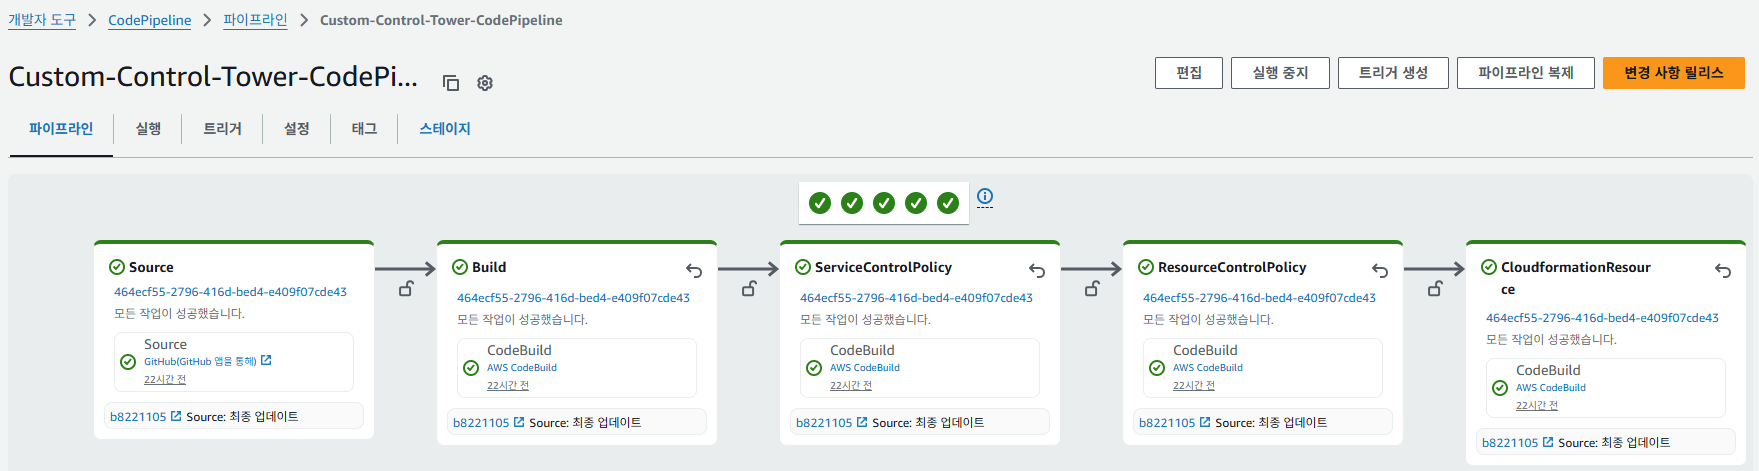 개발자 도구 > CodePipeline > 파이프라인 > Custom-Control-Tower-CodePipeline
Custom-Control-Tower-CodePi...
편집 실행 중지 트리거 생성 파이프라인 복제 변경 사항 릴리스
파이프라인 실행 트리거 설정 태그 스테이지
Source
464ecf55-2796-416d-bed4-e409f07cde43
모든 작업이 성공했습니다.
Source
GitHub(GitHub 앱을 통해)
22시간 전
b8221105 Source: 최종 업데이트
Build
464ecf55-2796-416d-bed4-e409f07cde43
모든 작업이 성공했습니다.
CodeBuild
AWS CodeBuild
22시간 전
b8221105 Source: 최종 업데이트
ServiceControlPolicy
464ecf55-2796-416d-bed4-e409f07cde43
모든 작업이 성공했습니다.
CodeBuild
AWS CodeBuild
22시간 전
b8221105 Source: 최종 업데이트
ResourceControlPolicy
464ecf55-2796-416d-bed4-e409f07cde43
모든 작업이 성공했습니다.
CodeBuild
AWS CodeBuild
22시간 전
b8221105 Source: 최종 업데이트
CloudformationResour
ce
464ecf55-2796-416d-bed4-e409f07cde43
모든 작업이 성공했습니다.
CodeBuild
AWS CodeBuild
22시간 전
b8221105 Source: 최종 업데이트